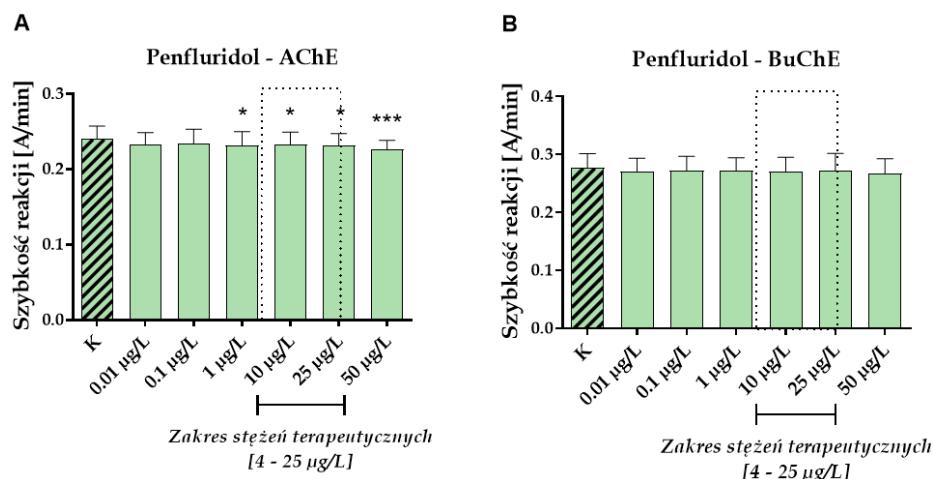 A
Penfluridol - AChE
Szybkość reakcji [A/min]
0.3
0.2
0.1
0.0
* * * ***
K
0.01 µg/L
0.1 µg/L
1 µg/L
10 µg/L
25 µg/L
50 µg/L
Zakres stężeń terapeutycznych
[4 - 25 µg/L]
B
Penfluridol - BuChE
Szybkość reakcji [A/min]
0.4
0.3
0.2
0.1
0.0
K
0.01 µg/L
0.1 µg/L
1 µg/L
10 µg/L
25 µg/L
50 µg/L
Zakres stężeń terapeutycznych
[4 - 25 µg/L]